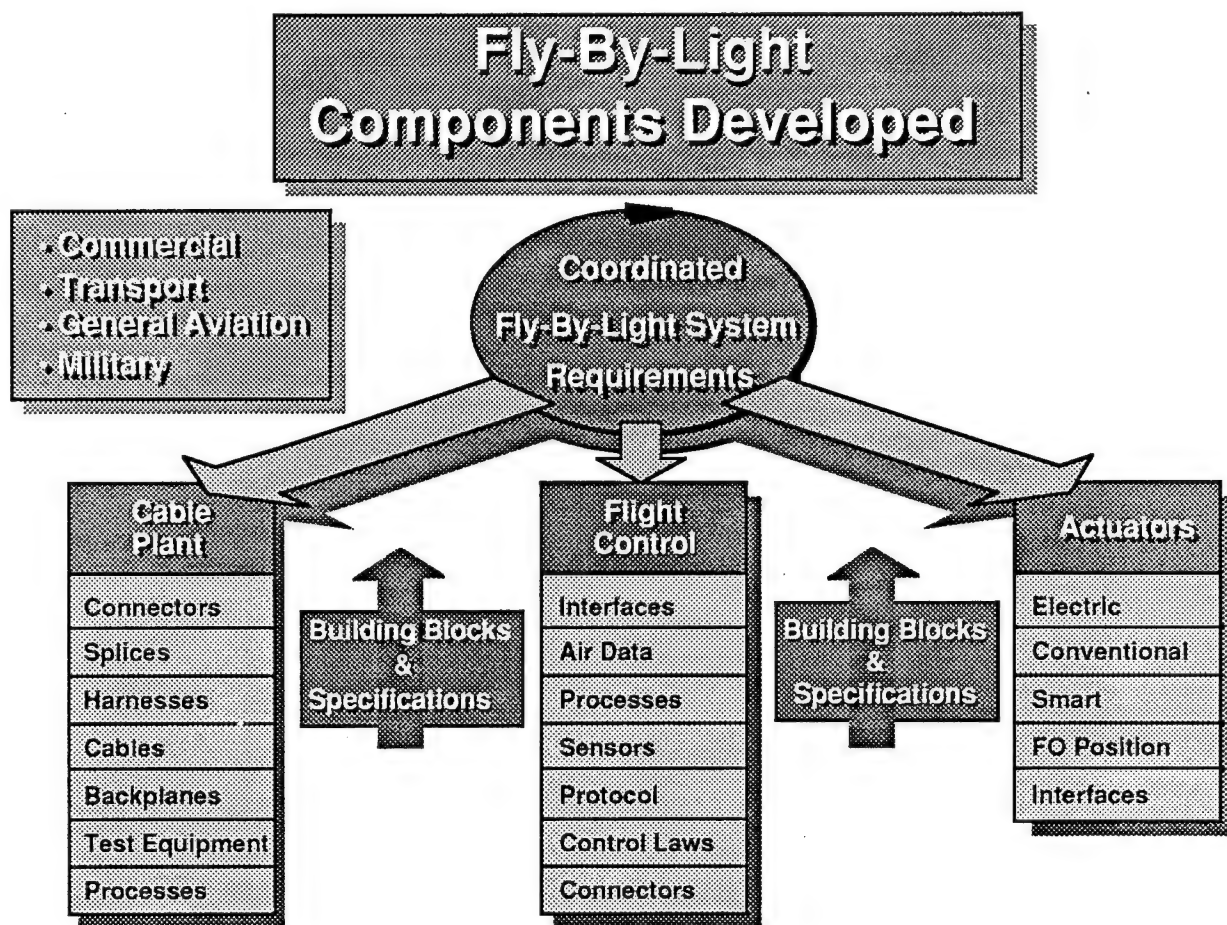 Fly-By-Light
Components Developed
• Commercial
• Transport
• General Aviation
• Military
Coordinated
Fly-By-Light System
Requirements
Cable
Plant
Connectors
Splices
Harnesses
Cables
Backplanes
Test Equipment
Processes
Building Blocks
&
Specifications
Flight
Control
Interfaces
Air Data
Processes
Sensors
Protocol
Control Laws
Connectors
Building Blocks
&
Specifications
Actuators
Electric
Conventional
Smart
FO Position
Interfaces